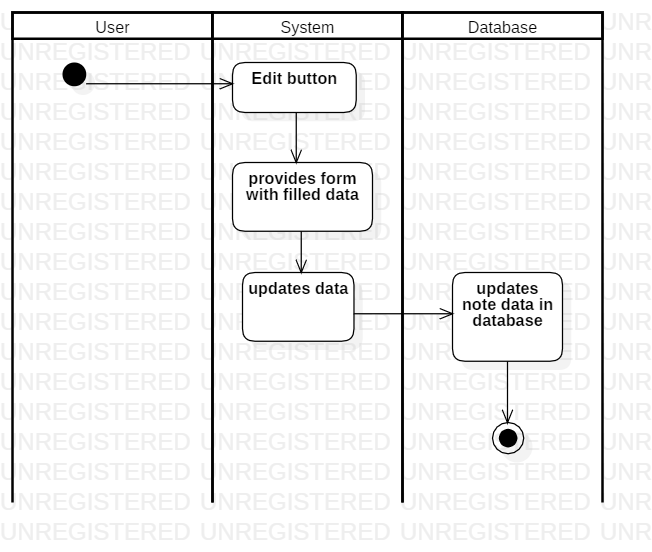 User
System
Database
Edit button
provides form
with filled data
updates data
updates
note data in
database
UNREGISTERED